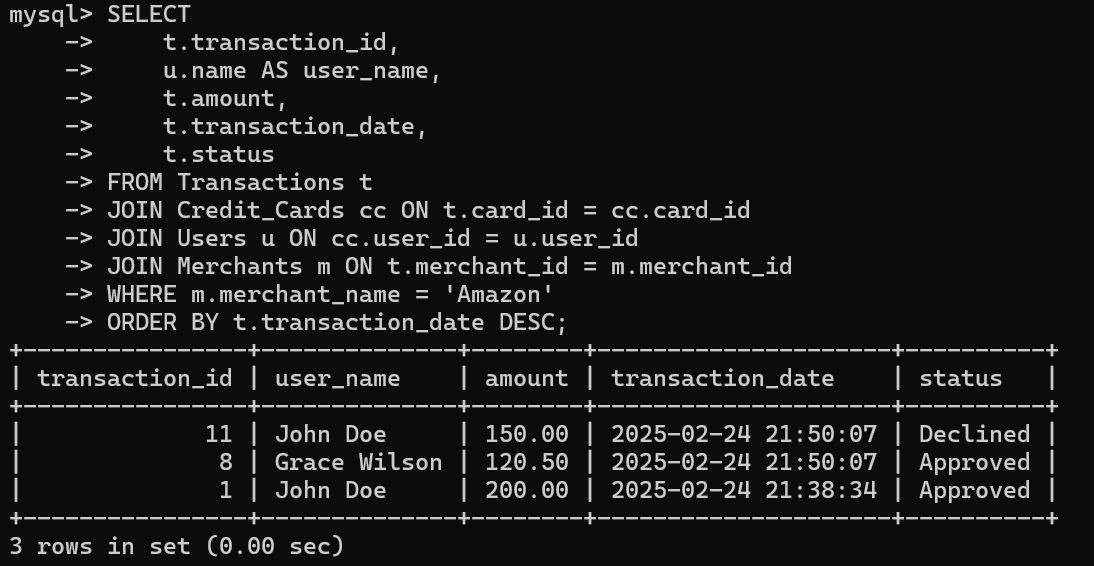 mysql> SELECT
    ->     t.transaction_id,
    ->     u.name AS user_name,
    ->     t.amount,
    ->     t.transaction_date,
    ->     t.status
    -> FROM Transactions t
    -> JOIN Credit_Cards cc ON t.card_id = cc.card_id
    -> JOIN Users u ON cc.user_id = u.user_id
    -> JOIN Merchants m ON t.merchant_id = m.merchant_id
    -> WHERE m.merchant_name = 'Amazon'
    -> ORDER BY t.transaction_date DESC;
+----------------+--------------+--------+---------------------+----------+
| transaction_id | user_name    | amount | transaction_date    | status   |
+----------------+--------------+--------+---------------------+----------+
|             11 | John Doe     | 150.00 | 2025-02-24 21:50:07 | Declined |
|              8 | Grace Wilson | 120.50 | 2025-02-24 21:50:07 | Approved |
|              1 | John Doe     | 200.00 | 2025-02-24 21:38:34 | Approved |
+----------------+--------------+--------+---------------------+----------+
3 rows in set (0.00 sec)